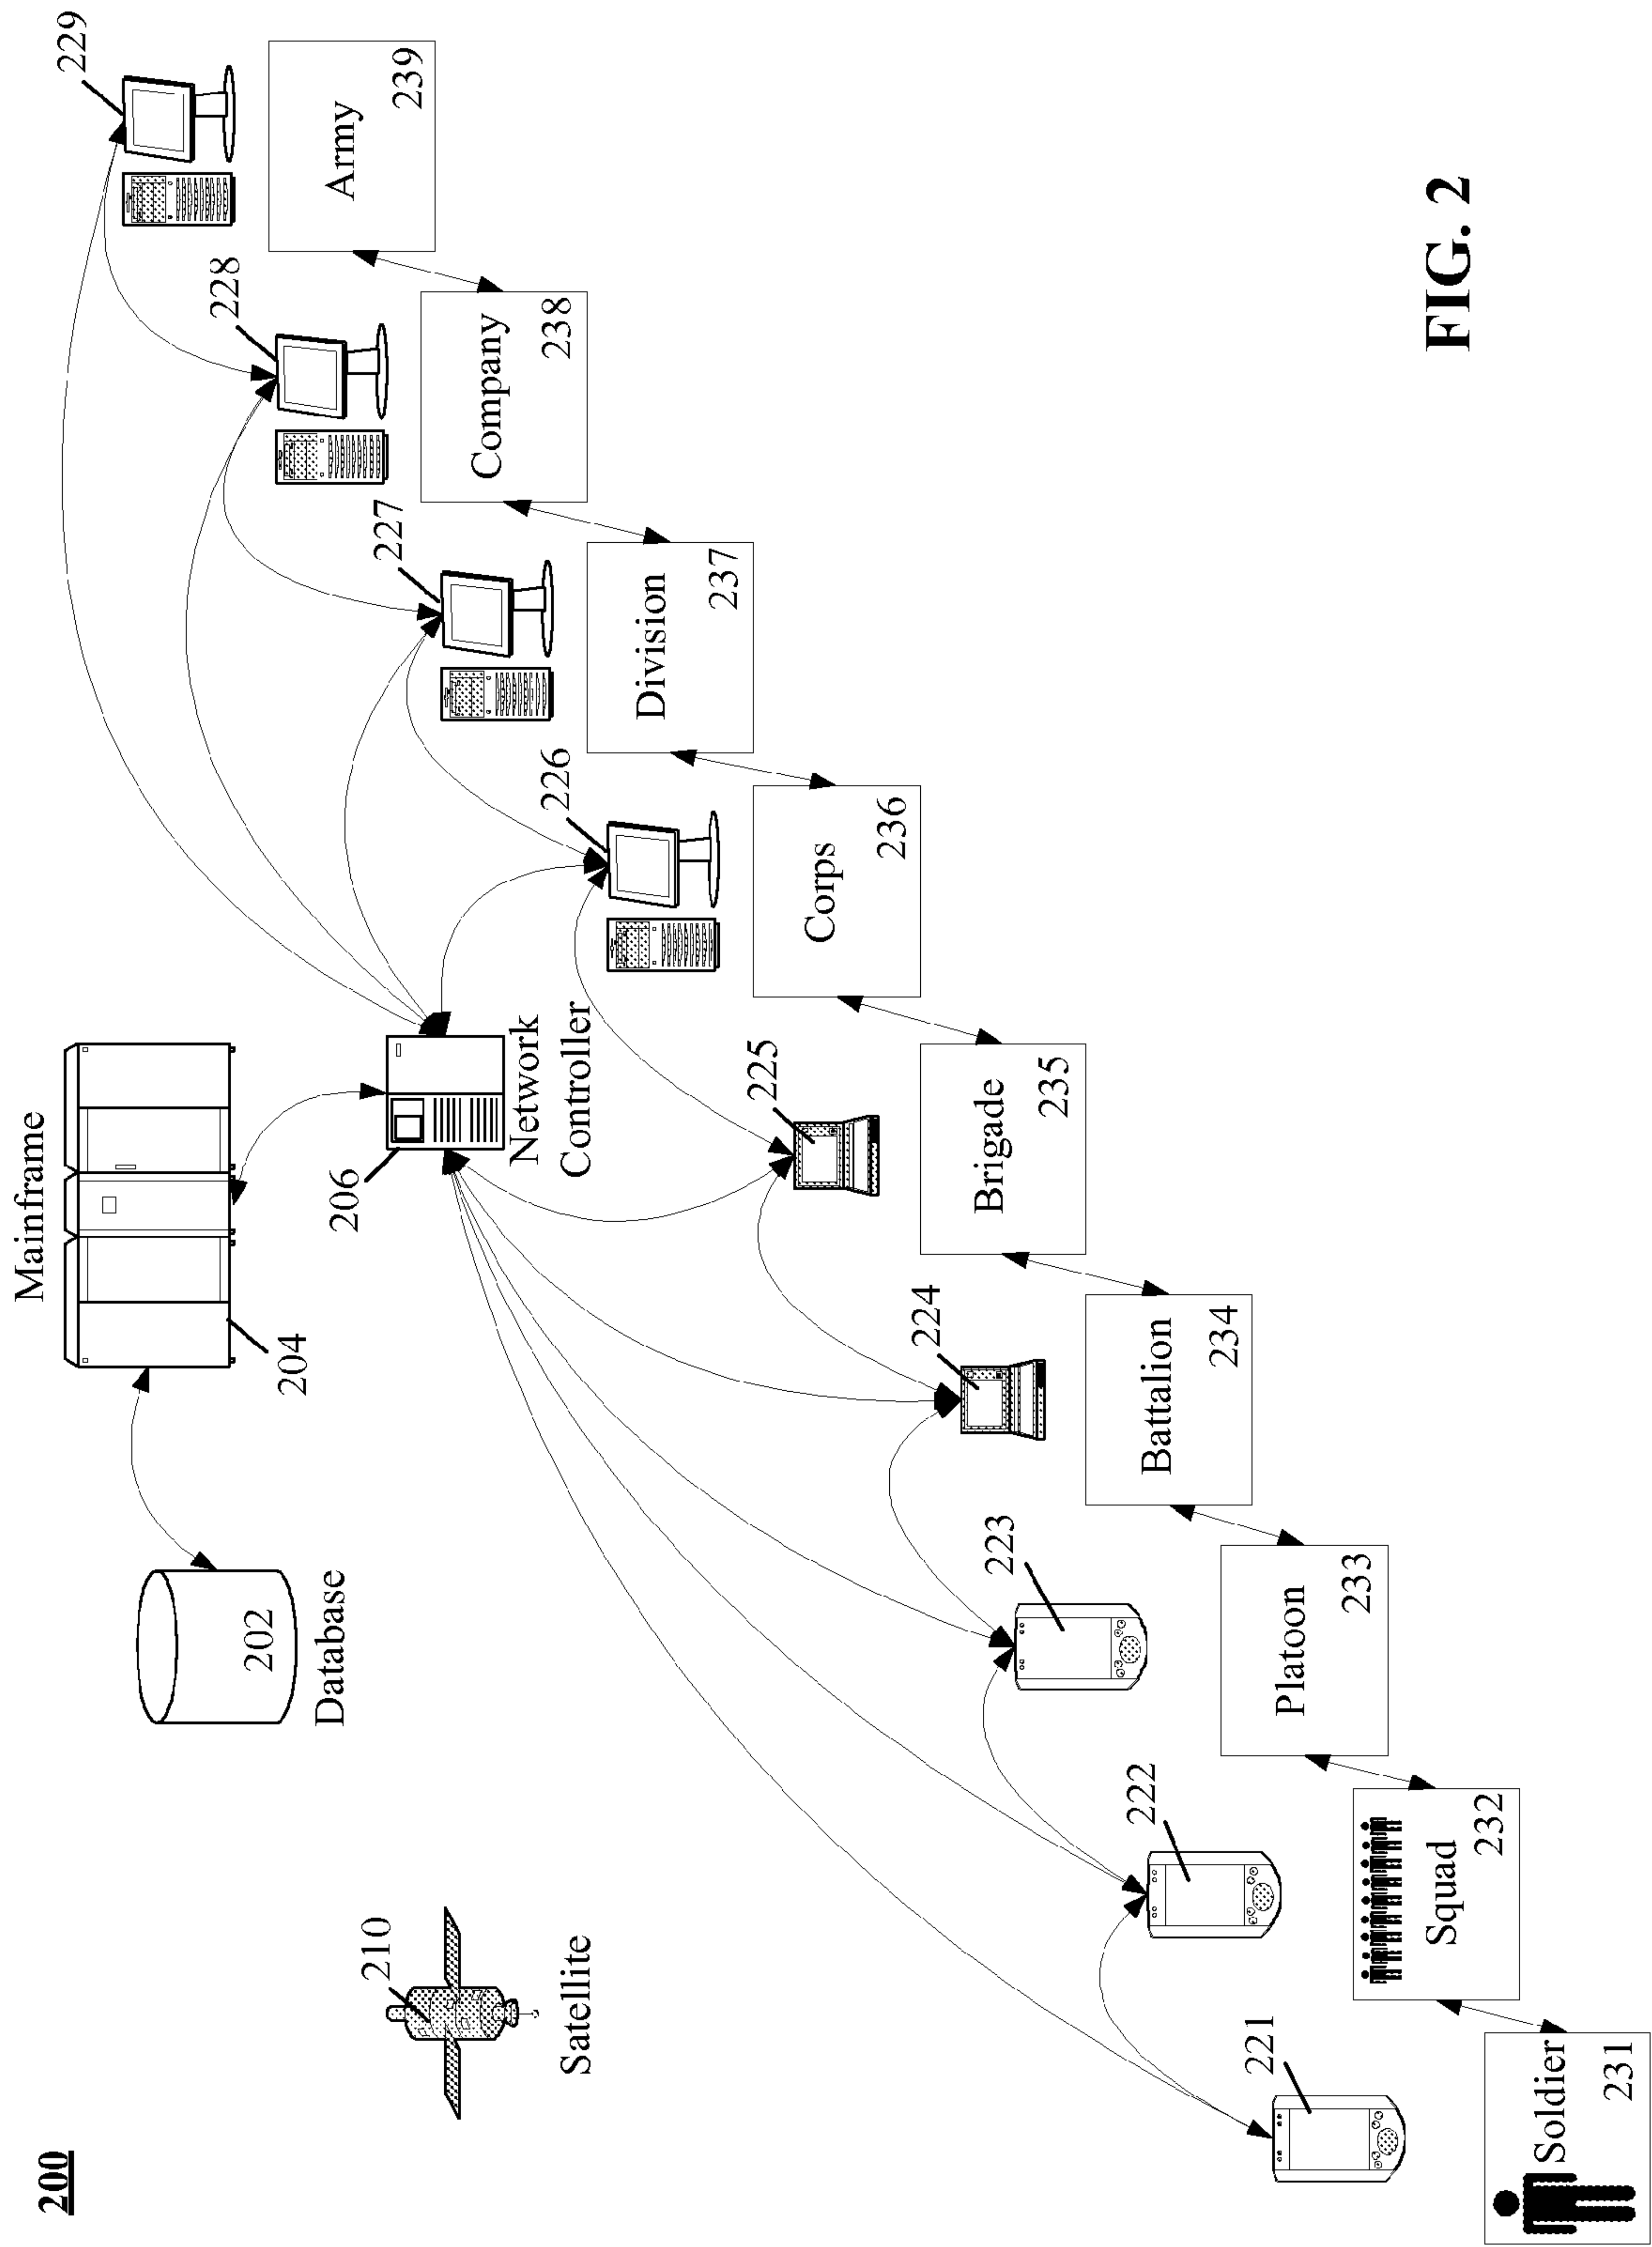 200
Mainframe
204
202
Database
210
Satellite
206
Network
Controller
229
228
227
226
225
224
223
222
221
Army
239
Company
238
Division
237
Corps
236
Brigade
235
Battalion
234
Platoon
233
Squad
232
Soldier
231
FIG. 2